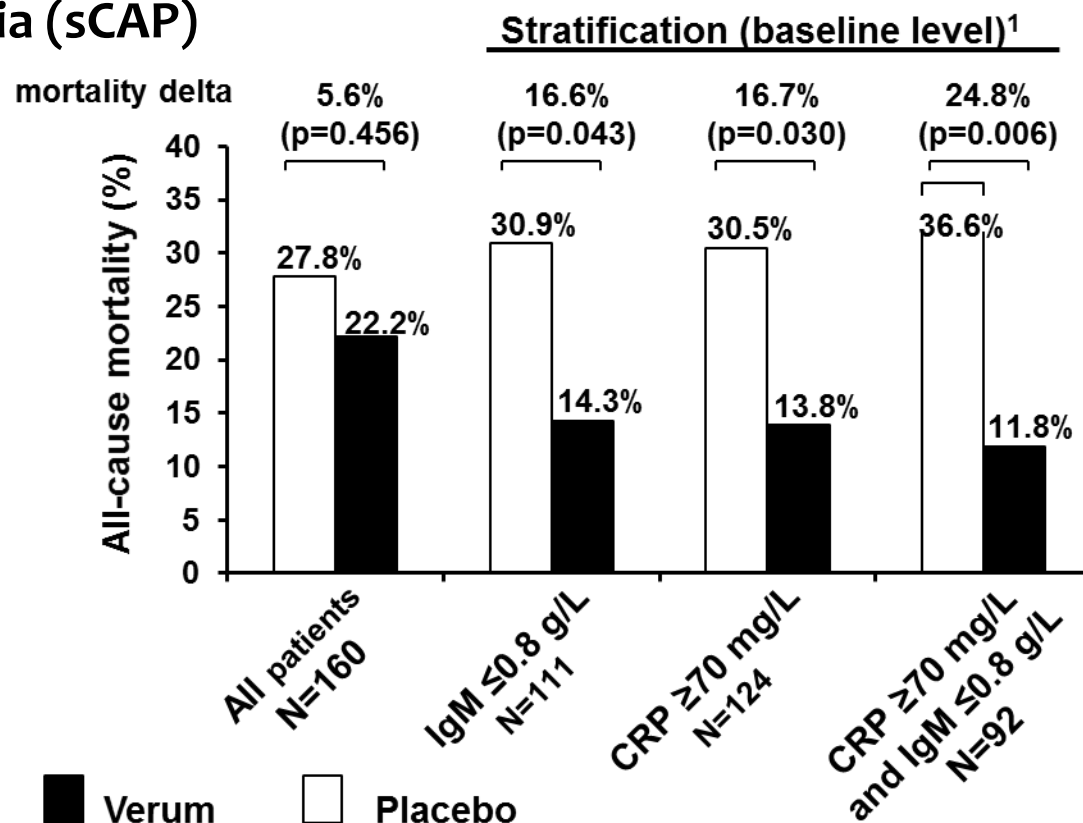 ia (sCAP)
Stratification (baseline level)¹
mortality delta 5.6% 16.6% 16.7% 24.8%
(p=0.456) (p=0.043) (p=0.030) (p=0.006)
All-cause mortality (%)
40
35
30
25
20
15
10
5
0
27.8%
22.2%
30.9%
14.3%
30.5%
13.8%
36.6%
11.8%
All patients
N=160
IgM ≤0.8 g/L
N=111
CRP ≥70 mg/L
N=124
CRP ≥70 mg/L
and IgM ≤0.8 g/L
N=92
Verum Placebo